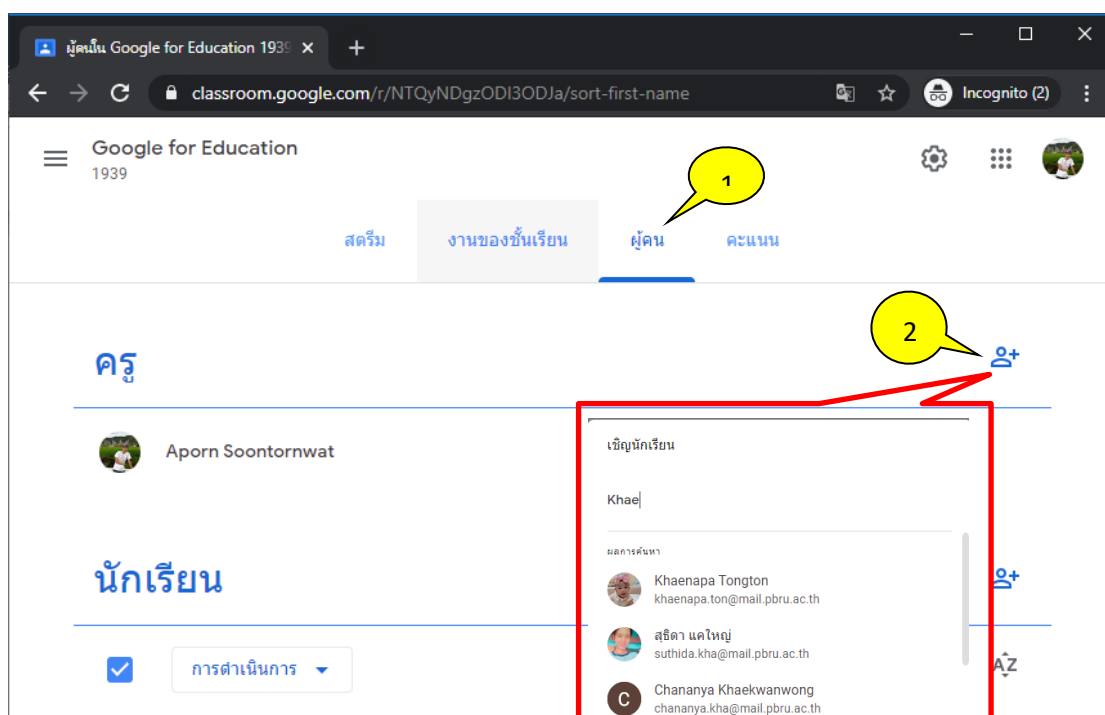 ผู้คนใน Google for Education 1939
classroom.google.com/r/NTQyNDgzODI3ODJa/sort-first-name
Incognito (2)
Google for Education
1939
1
สตรีม งานของชั้นเรียน ผู้คน คะแนน
2
ครู
Aporn Soontornwat
เชิญนักเรียน
Khae
ผลการค้นหา
นักเรียน
Khaenapa Tongton
khaenapa.ton@mail.pbru.ac.th
สุธิดา แคใหญ่
suthida.kha@mail.pbru.ac.th
การดำเนินการ
AZ
C
Chananya Khaekwanwong
chananya.kha@mail.pbru.ac.th